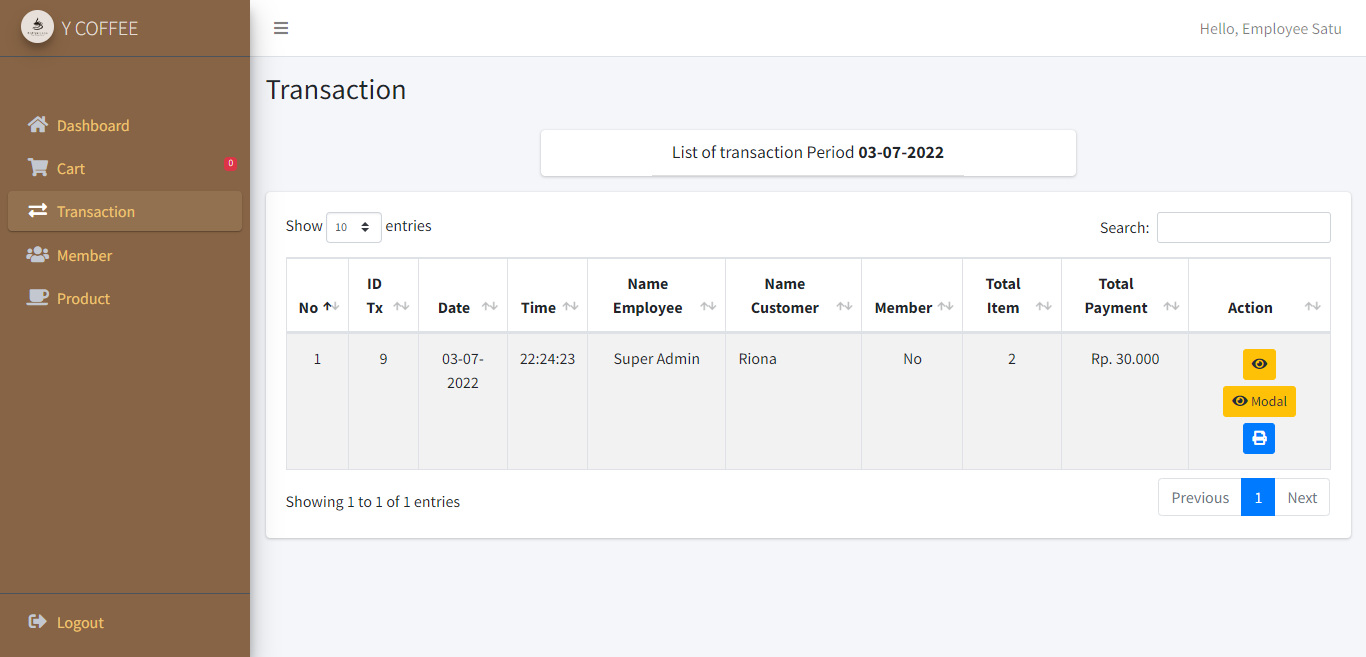 Y COFFEE
Hello, Employee Satu
Dashboard
Cart
0
Transaction
Member
Product
Logout
Transaction
List of transaction Period 03-07-2022
Show 10 entries
Search:
No
ID Tx
Date
Time
Name Employee
Name Customer
Member
Total Item
Total Payment
Action
1
9
03-07-
2022
22:24:23
Super Admin
Riona
No
2
Rp. 30.000
Modal
Showing 1 to 1 of 1 entries
Previous 1 Next